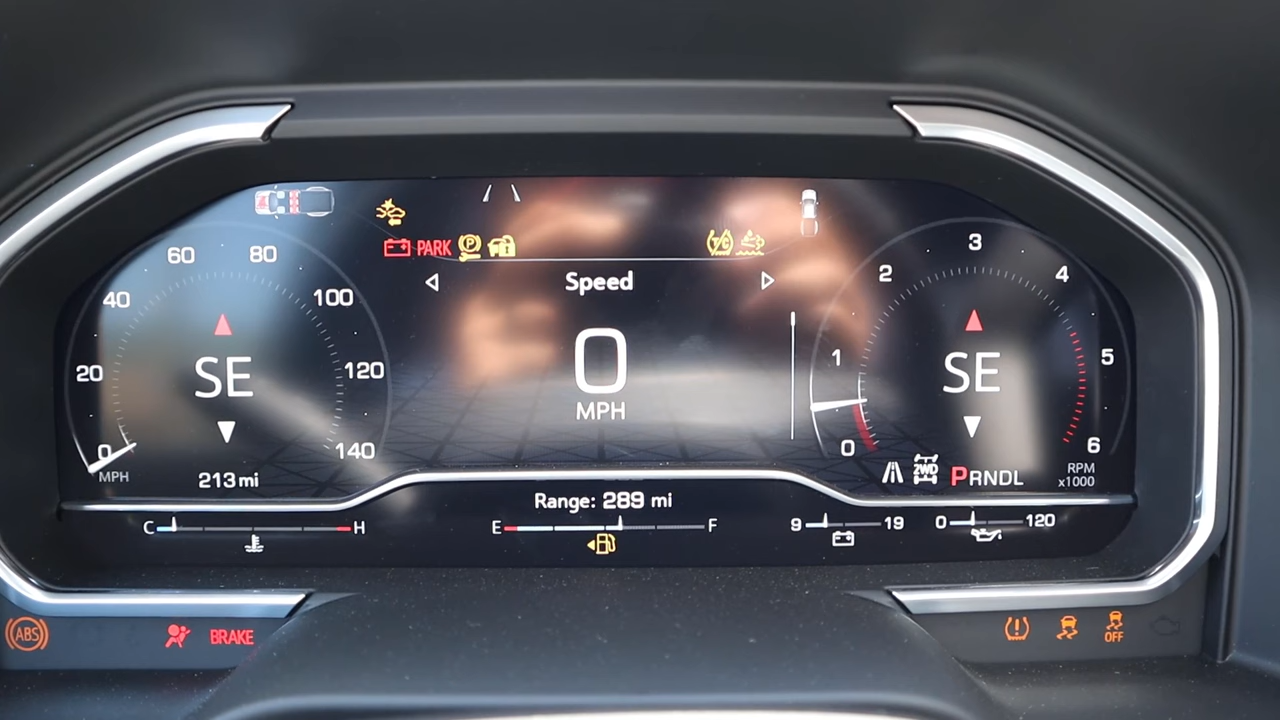 60 80
40 100
20 120
0 140
MPH
SE
213 mi
PARK P
T/C
Speed
0
MPH
Range: 289 mi
C H
E F
9 19
0 120
3
2 4
1 5
0 6
SE
2WD
PRNDL
RPM
x1000
ABS
BRAKE
OFF